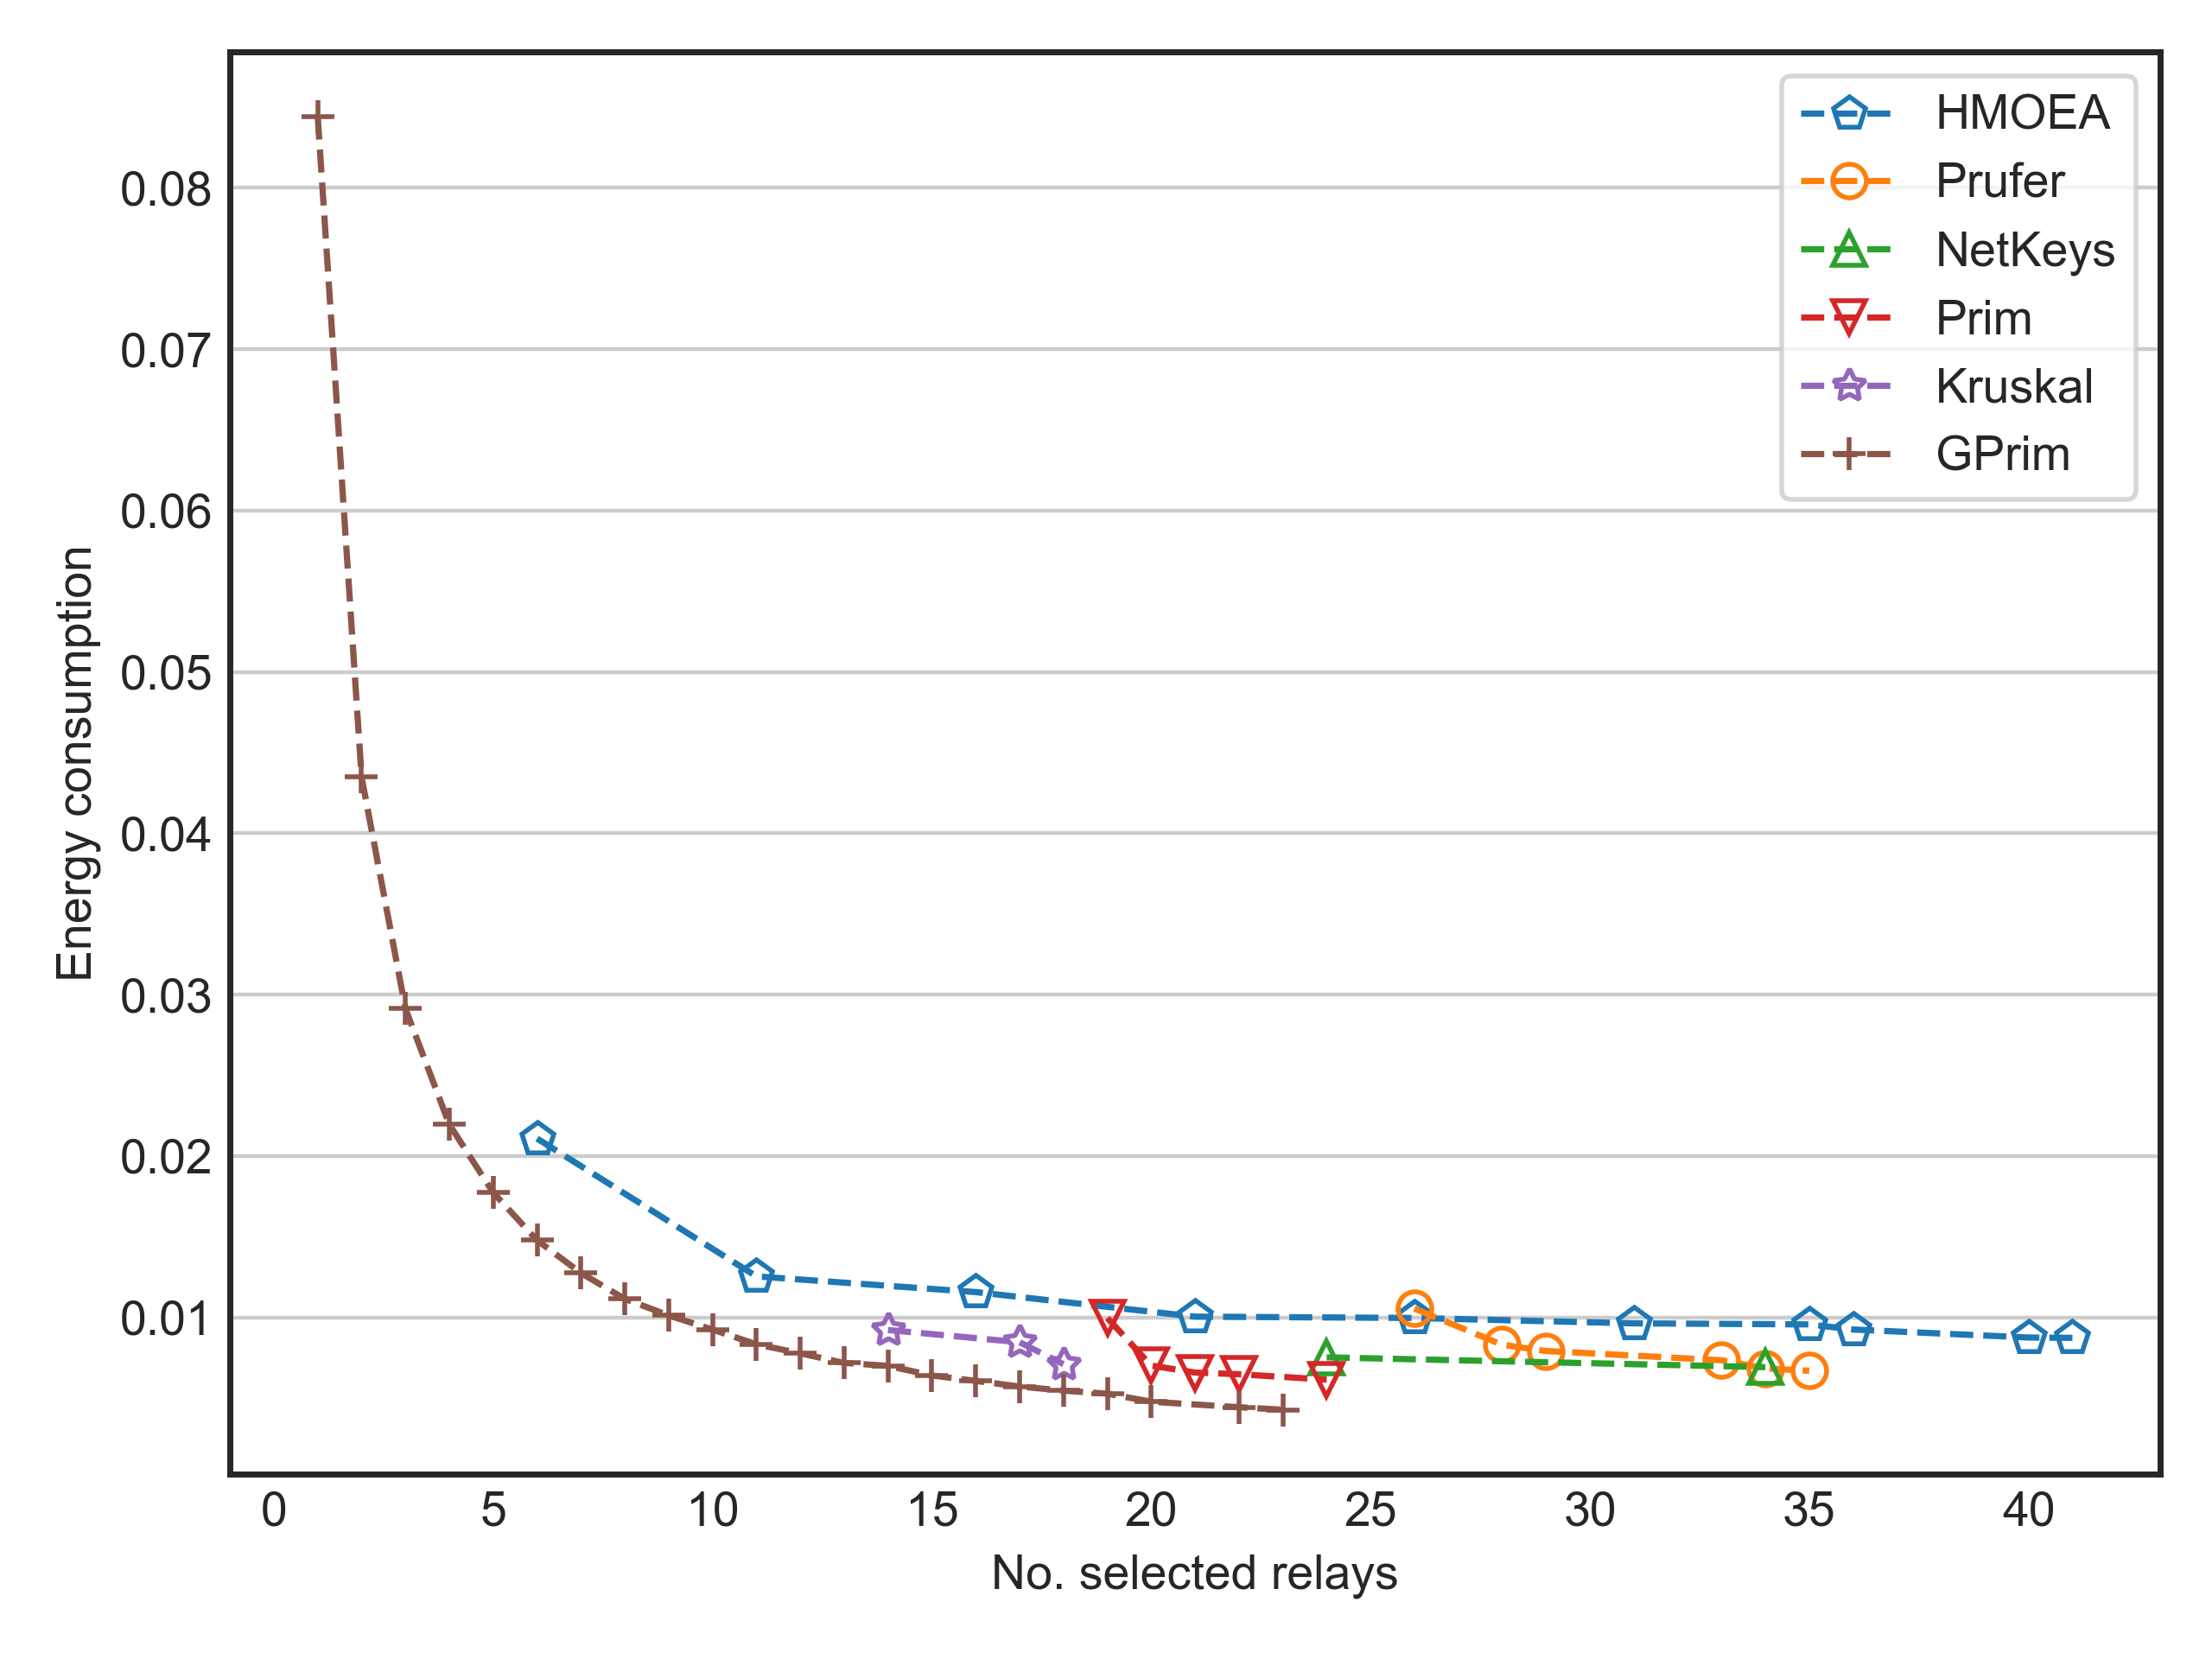 HMOEA
Prufer
NetKeys
Prim
Kruskal
GPrim
0.08
0.07
0.06
0.05
0.04
0.03
0.02
0.01
Energy consumption
0 5 10 15 20 25 30 35 40
No. selected relays